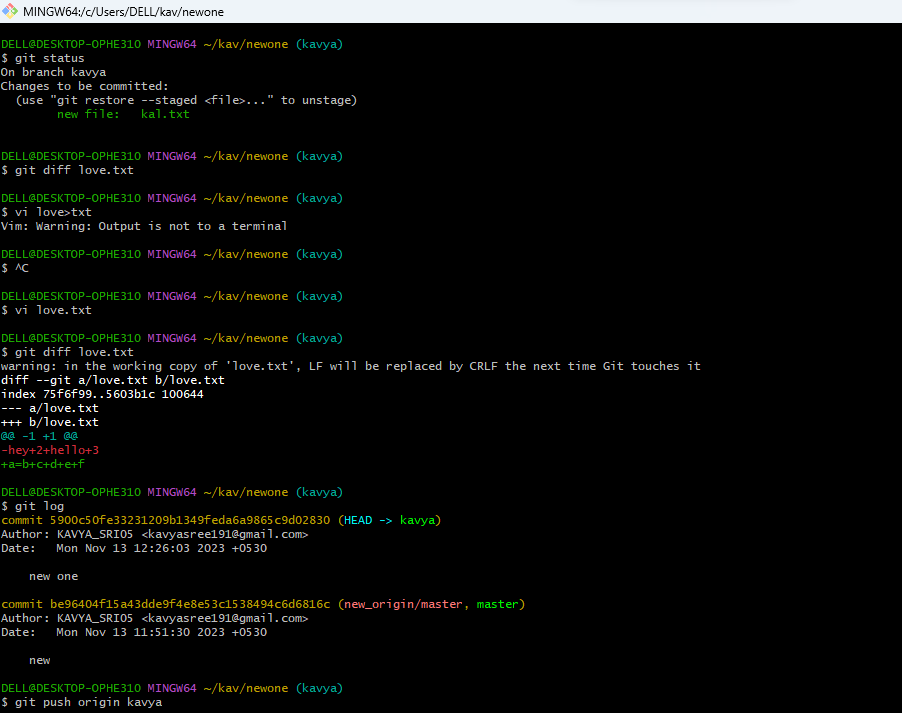 MINGW64:/c/Users/DELL/kav/newone
DELL@DESKTOP-OPHE31O MINGW64 ~/kav/newone (kavya)
$ git status
On branch kavya
Changes to be committed:
  (use "git restore --staged <file>..." to unstage)
        new file:   kal.txt
DELL@DESKTOP-OPHE31O MINGW64 ~/kav/newone (kavya)
$ git diff love.txt
DELL@DESKTOP-OPHE31O MINGW64 ~/kav/newone (kavya)
$ vi love>txt
Vim: Warning: Output is not to a terminal
DELL@DESKTOP-OPHE31O MINGW64 ~/kav/newone (kavya)
$ ^C
DELL@DESKTOP-OPHE31O MINGW64 ~/kav/newone (kavya)
$ vi love.txt
DELL@DESKTOP-OPHE31O MINGW64 ~/kav/newone (kavya)
$ git diff love.txt
warning: in the working copy of 'love.txt', LF will be replaced by CRLF the next time Git touches it
diff --git a/love.txt b/love.txt
index 75f6f99..5603b1c 100644
--- a/love.txt
+++ b/love.txt
@@ -1 +1 @@
-hey+2+hello+3
+a=b+c+d+e+f
DELL@DESKTOP-OPHE31O MINGW64 ~/kav/newone (kavya)
$ git log
commit 5900c50fe33231209b1349feda6a9865c9d02830 (HEAD -> kavya)
Author: KAVYA_SRI05 <kavyasree191@gmail.com>
Date:   Mon Nov 13 12:26:03 2023 +0530
    new one
commit be96404f15a43dde9f4e8e53c1538494c6d6816c (new_origin/master, master)
Author: KAVYA_SRI05 <kavyasree191@gmail.com>
Date:   Mon Nov 13 11:51:30 2023 +0530
    new
DELL@DESKTOP-OPHE31O MINGW64 ~/kav/newone (kavya)
$ git push origin kavya